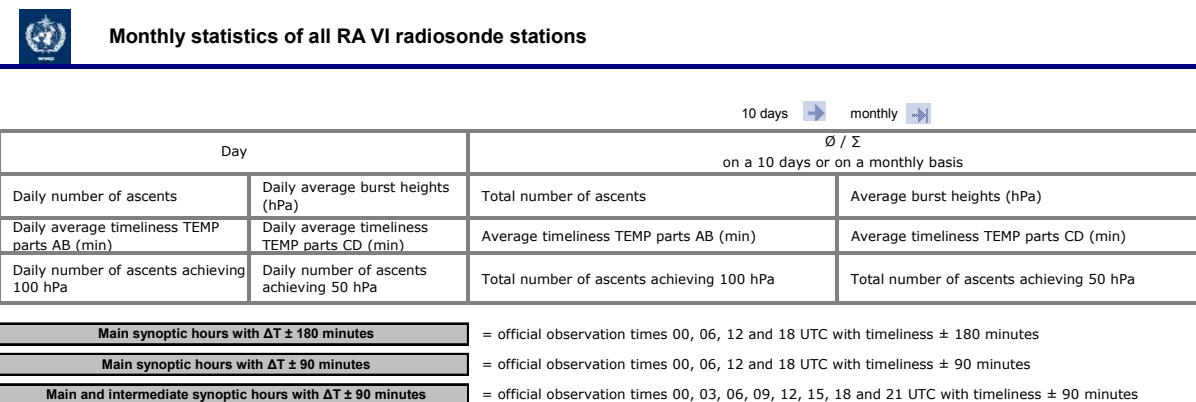 WMO
Monthly statistics of all RA VI radiosonde stations
10 days monthly
Day
Ø / Σ
on a 10 days or on a monthly basis
Daily number of ascents
Daily average burst heights
(hPa)
Total number of ascents
Average burst heights (hPa)
Daily average timeliness TEMP
parts AB (min)
Daily average timeliness
TEMP parts CD (min)
Average timeliness TEMP parts AB (min)
Average timeliness TEMP parts CD (min)
Daily number of ascents achieving
100 hPa
Daily number of ascents
achieving 50 hPa
Total number of ascents achieving 100 hPa
Total number of ascents achieving 50 hPa
Main synoptic hours with ΔT ± 180 minutes = official observation times 00, 06, 12 and 18 UTC with timeliness ± 180 minutes
Main synoptic hours with ΔT ± 90 minutes = official observation times 00, 06, 12 and 18 UTC with timeliness ± 90 minutes
Main and intermediate synoptic hours with ΔT ± 90 minutes = official observation times 00, 03, 06, 09, 12, 15, 18 and 21 UTC with timeliness ± 90 minutes